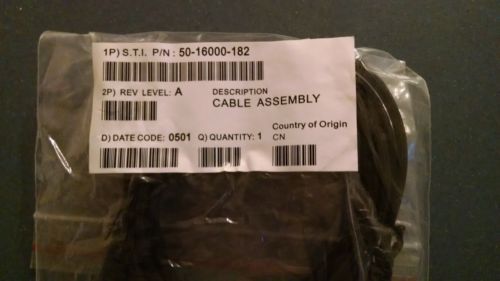 1P) S.T.I. P/N : 50-16000-182
2P) REV LEVEL: A
DESCRIPTION
CABLE ASSEMBLY
D) DATE CODE: 0501 Q) QUANTITY: 1
Country of Origin
CN